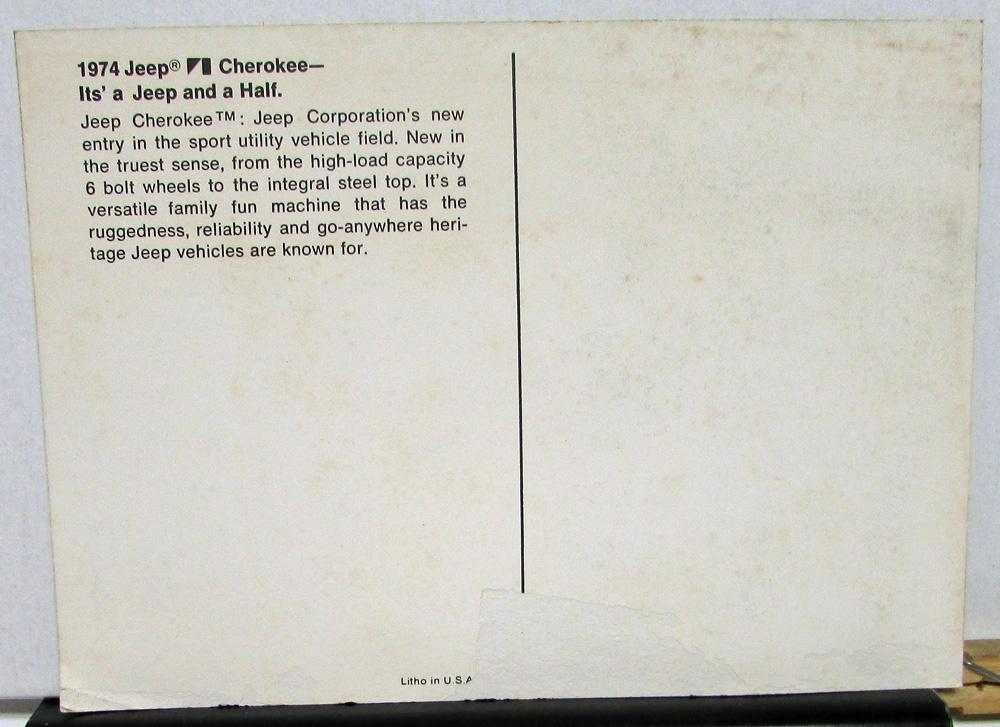 1974 Jeep® Cherokee—
Its' a Jeep and a Half.
Jeep Cherokee™: Jeep Corporation's new
entry in the sport utility vehicle field. New in
the truest sense, from the high-load capacity
6 bolt wheels to the integral steel top. It's a
versatile family fun machine that has the
ruggedness, reliability and go-anywhere heri-
tage Jeep vehicles are known for.
Litho in U.S.A